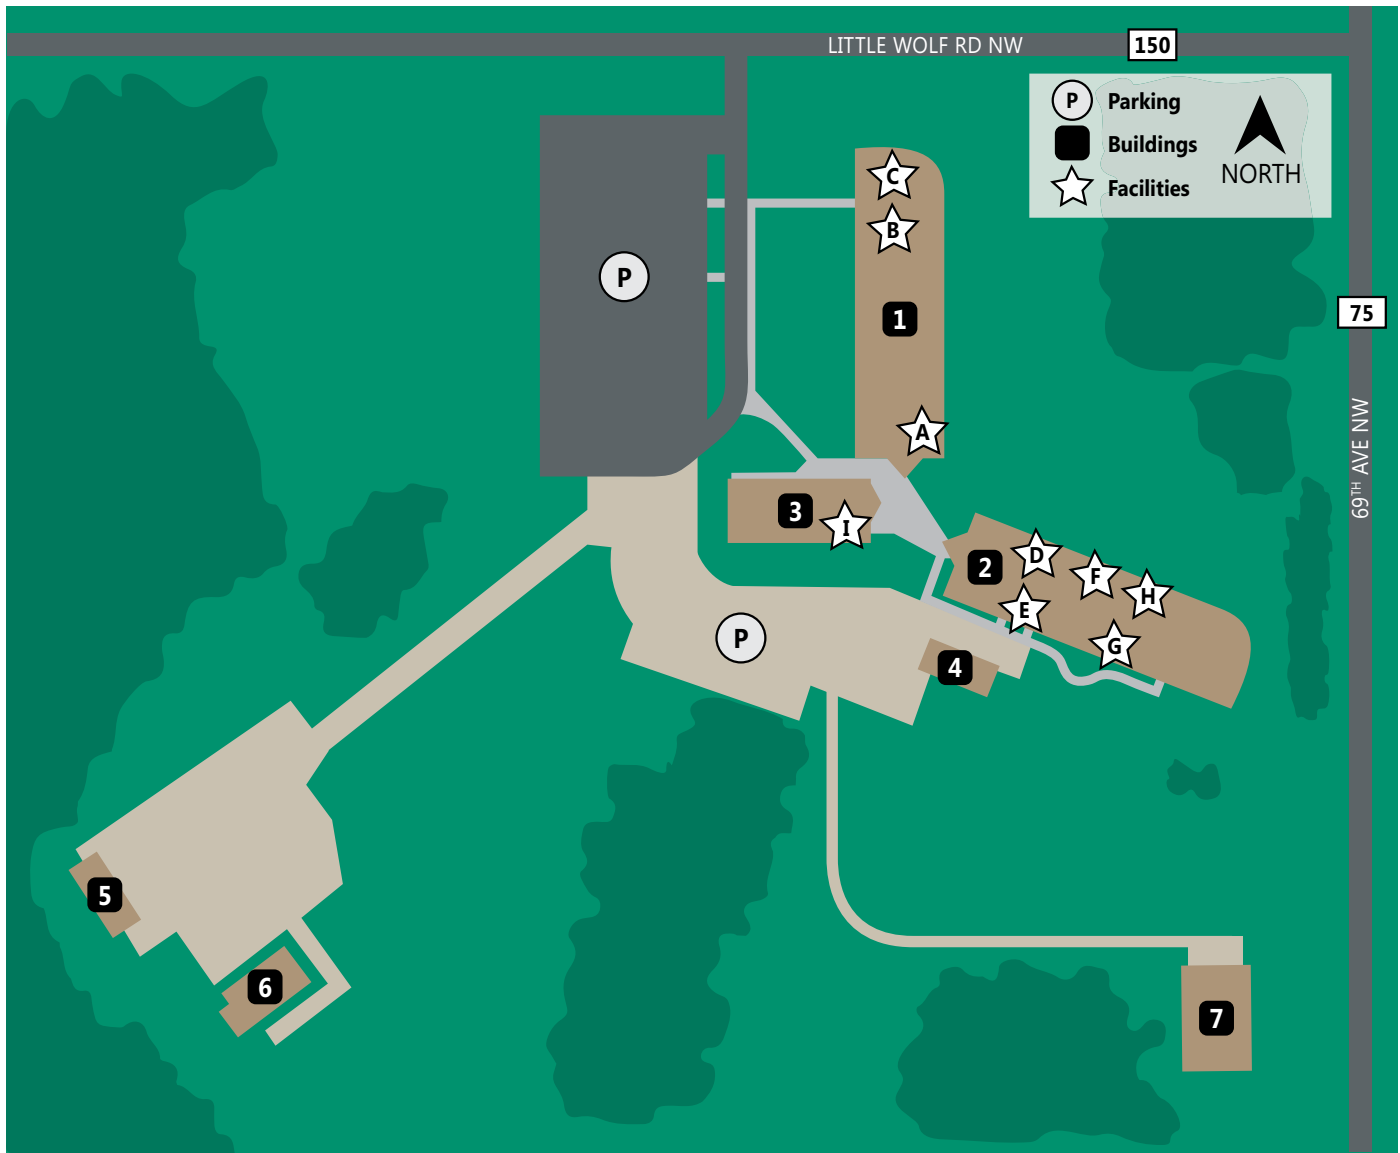 LITTLE WOLF RD NW
150
P Parking
Buildings
Facilities
NORTH
C
B
P
1
75
A
69TH AVE NW
3
I
2
D
F
H
E
G
P
4
5
6
7